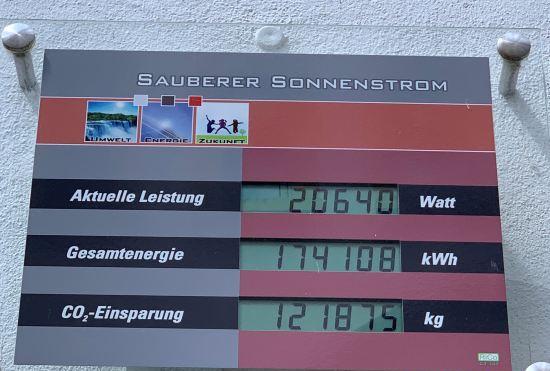 SAUBERER SONNENSTROM
UMWELT ENERGIE ZUKUNFT
Aktuelle Leistung 20640 Watt
Gesamtenergie 174108 kWh
CO₂-Einsparung 121875 kg